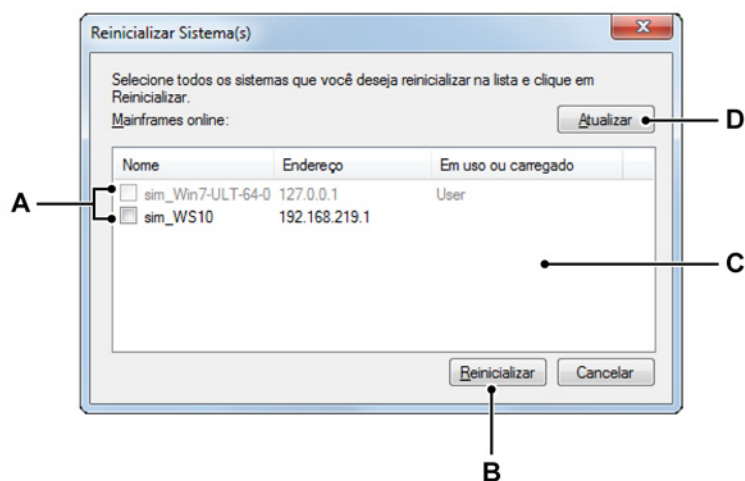 Reinicializar Sistema(s)
Selecione todos os sistemas que você deseja reinicializar na lista e clique em
Reinicializar.
Mainframes online:
Atualizar
D
Nome Endereço Em uso ou carregado
A
sim_Win7-ULT-64-0 127.0.0.1 User
sim_WS10 192.168.219.1
C
Reinicializar Cancelar
B